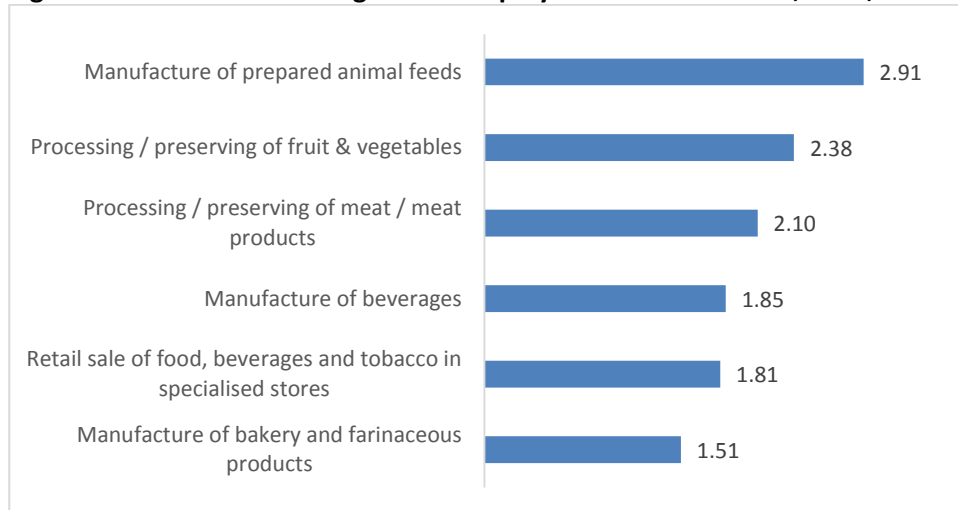 Manufacture of prepared animal feeds
2.91
Processing / preserving of fruit & vegetables
2.38
Processing / preserving of meat / meat
products
2.10
Manufacture of beverages
1.85
Retail sale of food, beverages and tobacco in
specialised stores
1.81
Manufacture of bakery and farinaceous
products
1.51